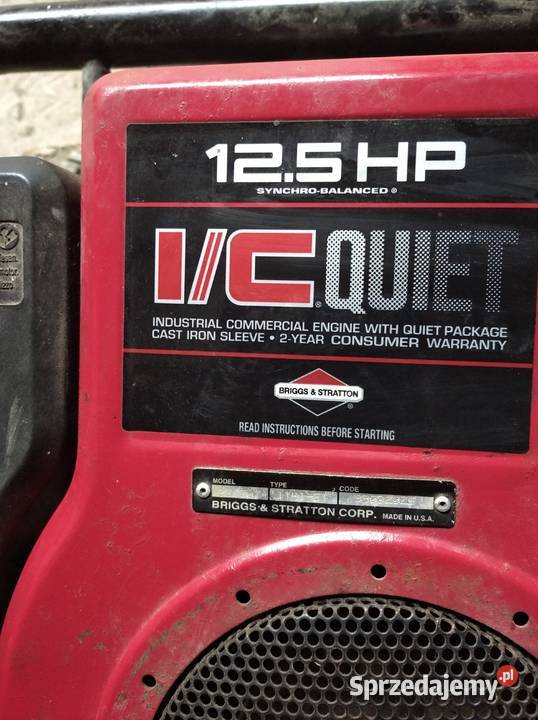 12.5 HP
SYNCHRO-BALANCED ®
I/C® QUIET
INDUSTRIAL COMMERCIAL ENGINE WITH QUIET PACKAGE
CAST IRON SLEEVE • 2-YEAR CONSUMER WARRANTY
BRIGGS & STRATTON
®
READ INSTRUCTIONS BEFORE STARTING
MODEL TYPE CODE
BRIGGS & STRATTON CORP. MADE IN U.S.A.
Sprzedajemy.pl